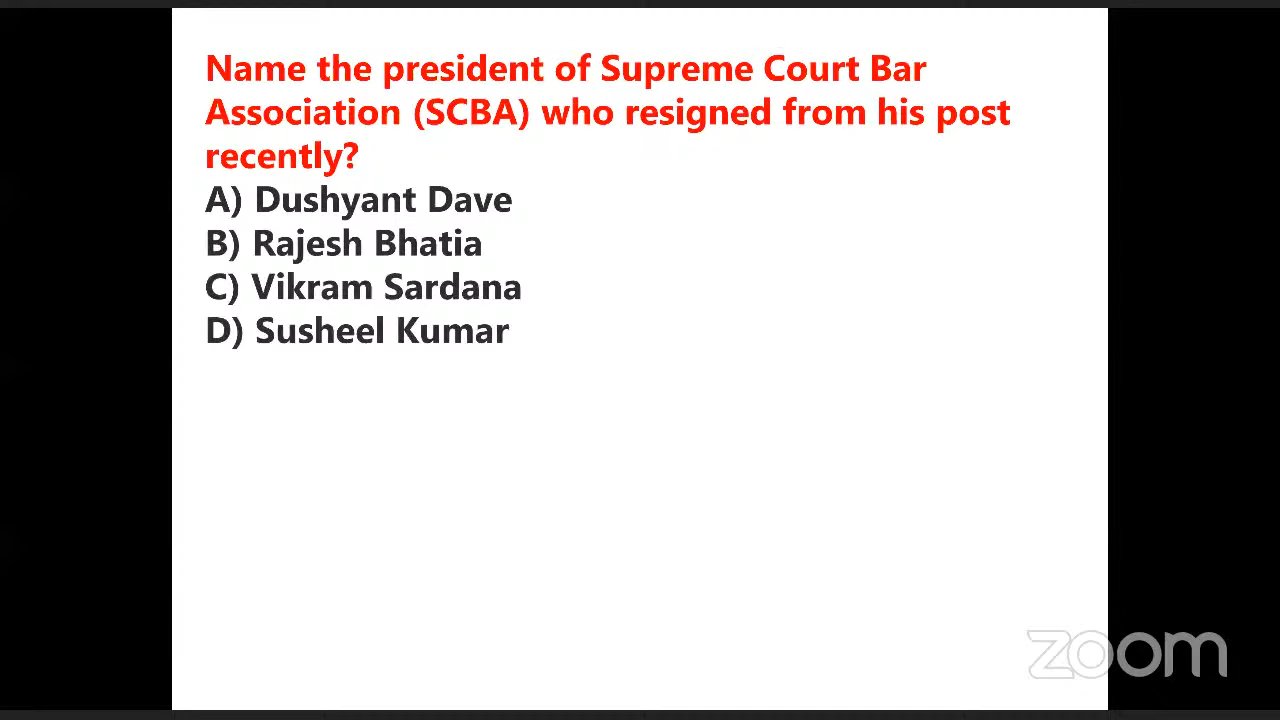 Name the president of Supreme Court Bar
Association (SCBA) who resigned from his post
recently?
A) Dushyant Dave
B) Rajesh Bhatia
C) Vikram Sardana
D) Susheel Kumar
zoom